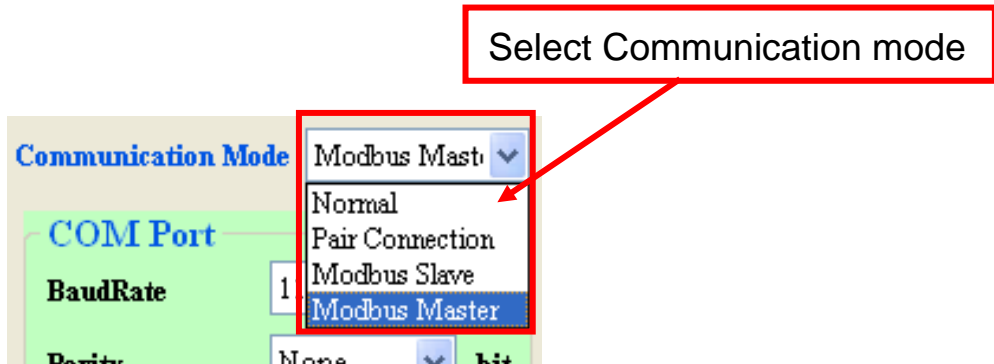 Select Communication mode
Communication Mode Modbus Mast
Normal
COM Port
Pair Connection
BaudRate
Modbus Slave
Modbus Master
Parity None bit